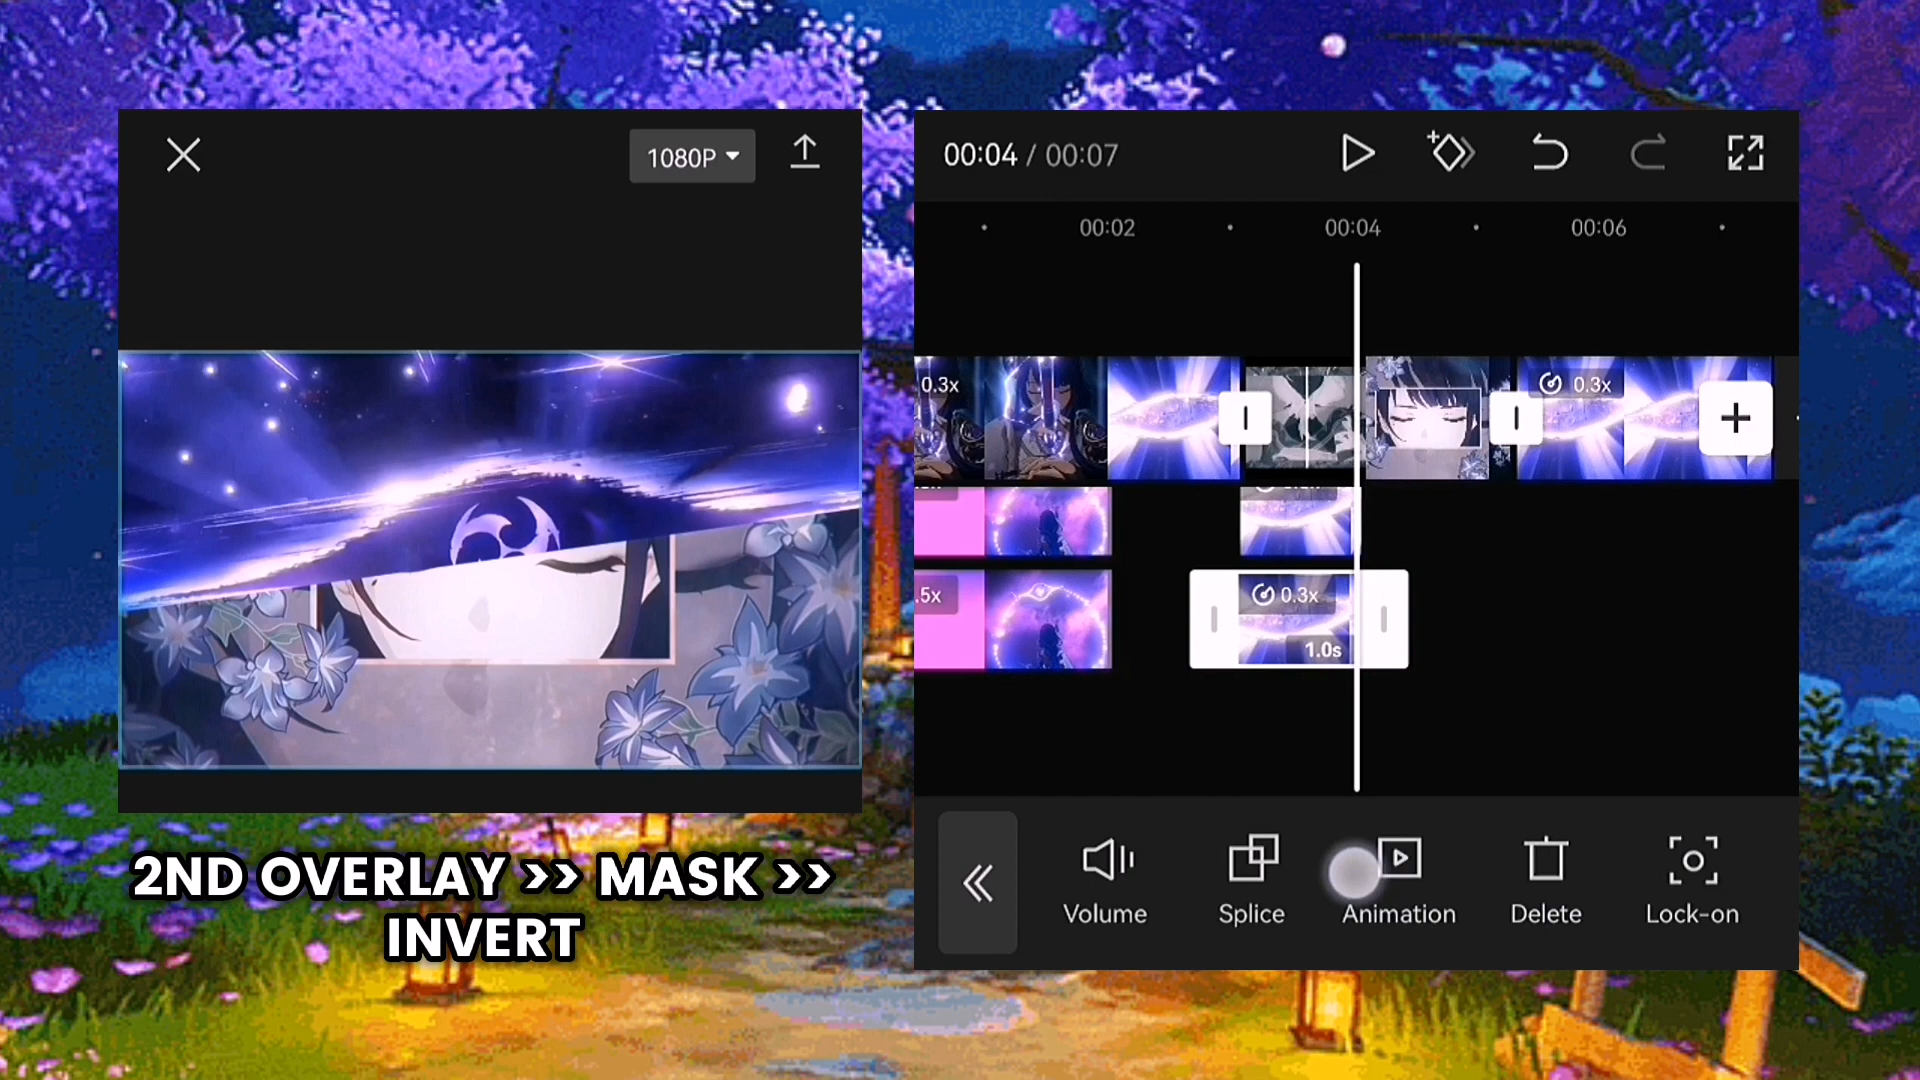 1080P
00:04 / 00:07
00:02
00:04
00:06
0.3x
0.3x
.5x
0.3x
1.0s
Volume
Splice
Animation
Delete
Lock-on
2ND OVERLAY >> MASK >>
INVERT